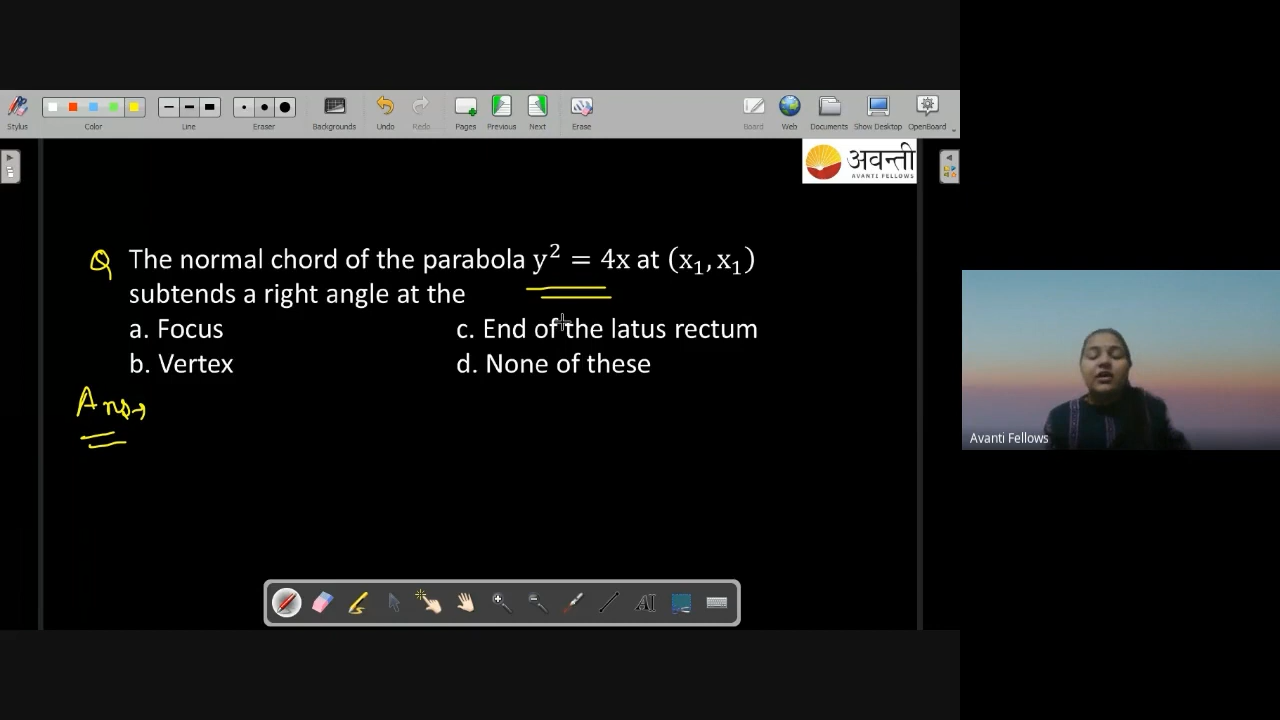 Stylus Color Line Eraser Backgrounds Undo Redo Pages Previous Next Erase Board Web Documents Show Desktop OpenBoard
अवन्ती
AVANTI FELLOWS
Q The normal chord of the parabola y² = 4x at (x₁, x₁)
subtends a right angle at the
a. Focus c. End of the latus rectum
b. Vertex d. None of these
Ans→
Avanti Fellows